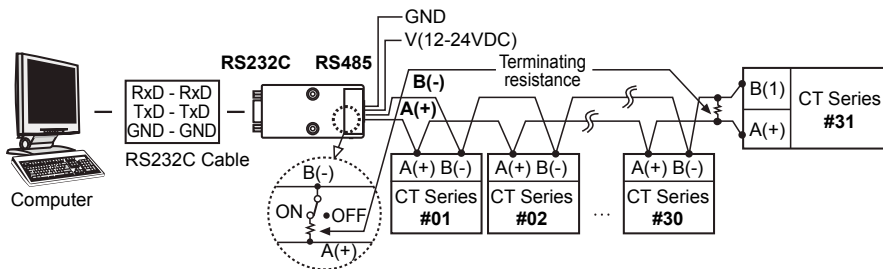 GND
V(12-24VDC)
RS232C RS485
Terminating
resistance
B(-)
A(+)
RxD - RxD
TxD - TxD
GND - GND
RS232C Cable
Computer
B(1)
A(+)
CT Series
#31
A(+) B(-)
CT Series
#01
A(+) B(-)
CT Series
#02
...
A(+) B(-)
CT Series
#30
B(-)
ON
OFF
A(+)